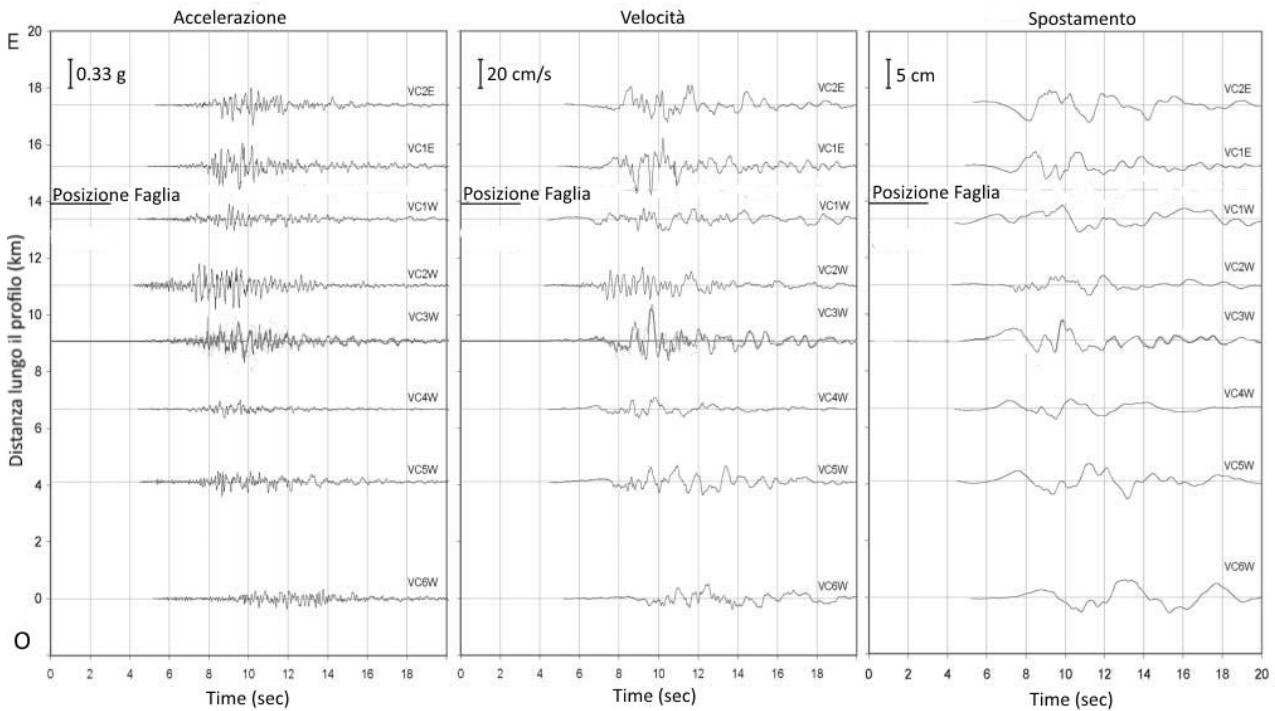 Accelerazione
E
20
18
16
14
12
10
8
6
4
2
0
O
Distanza lungo il profilo (km)
0.33 g
VC2E
VC1E
Posizione Faglia
VC1W
VC2W
VC3W
VC4W
VC5W
VC6W
0 2 4 6 8 10 12 14 16 18
Time (sec)
Velocità
20 cm/s
VC2E
VC1E
Posizione Faglia
VC1W
VC2W
VC3W
VC4W
VC5W
VC6W
0 2 4 6 8 10 12 14 16 18
Time (sec)
Spostamento
5 cm
VC2E
VC1E
Posizione Faglia
VC1W
VC2W
VC3W
VC4W
VC5W
VC6W
0 2 4 6 8 10 12 14 16 18 20
Time (sec)